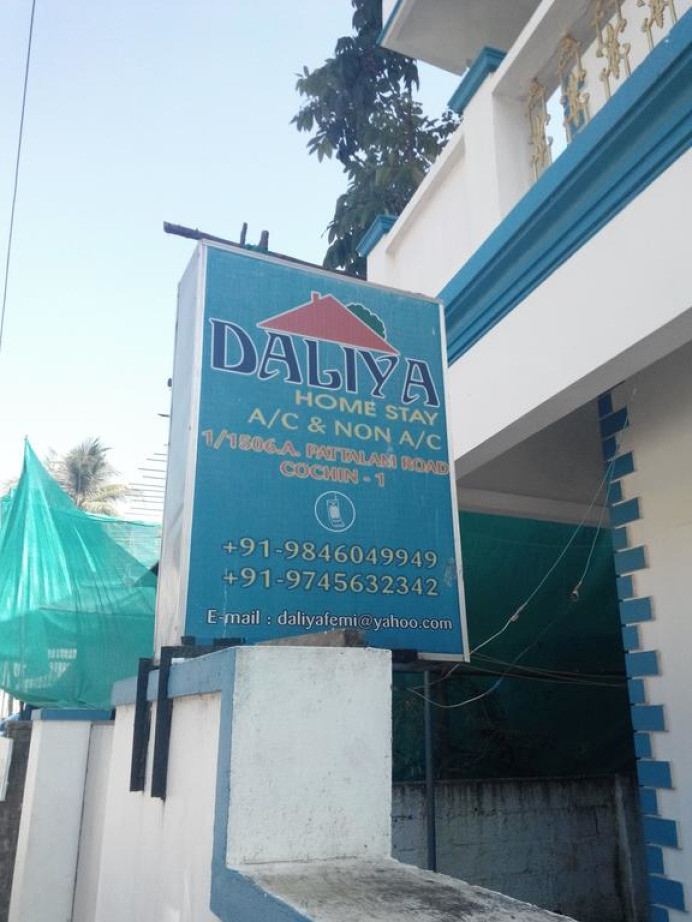 DALIYA
HOME STAY
A/C & NON A/C
1/1506.A. PATTALAM ROAD
COCHIN - 1
+91-9846049949
+91-9745632342
E-mail : daliyafemi@yahoo.com